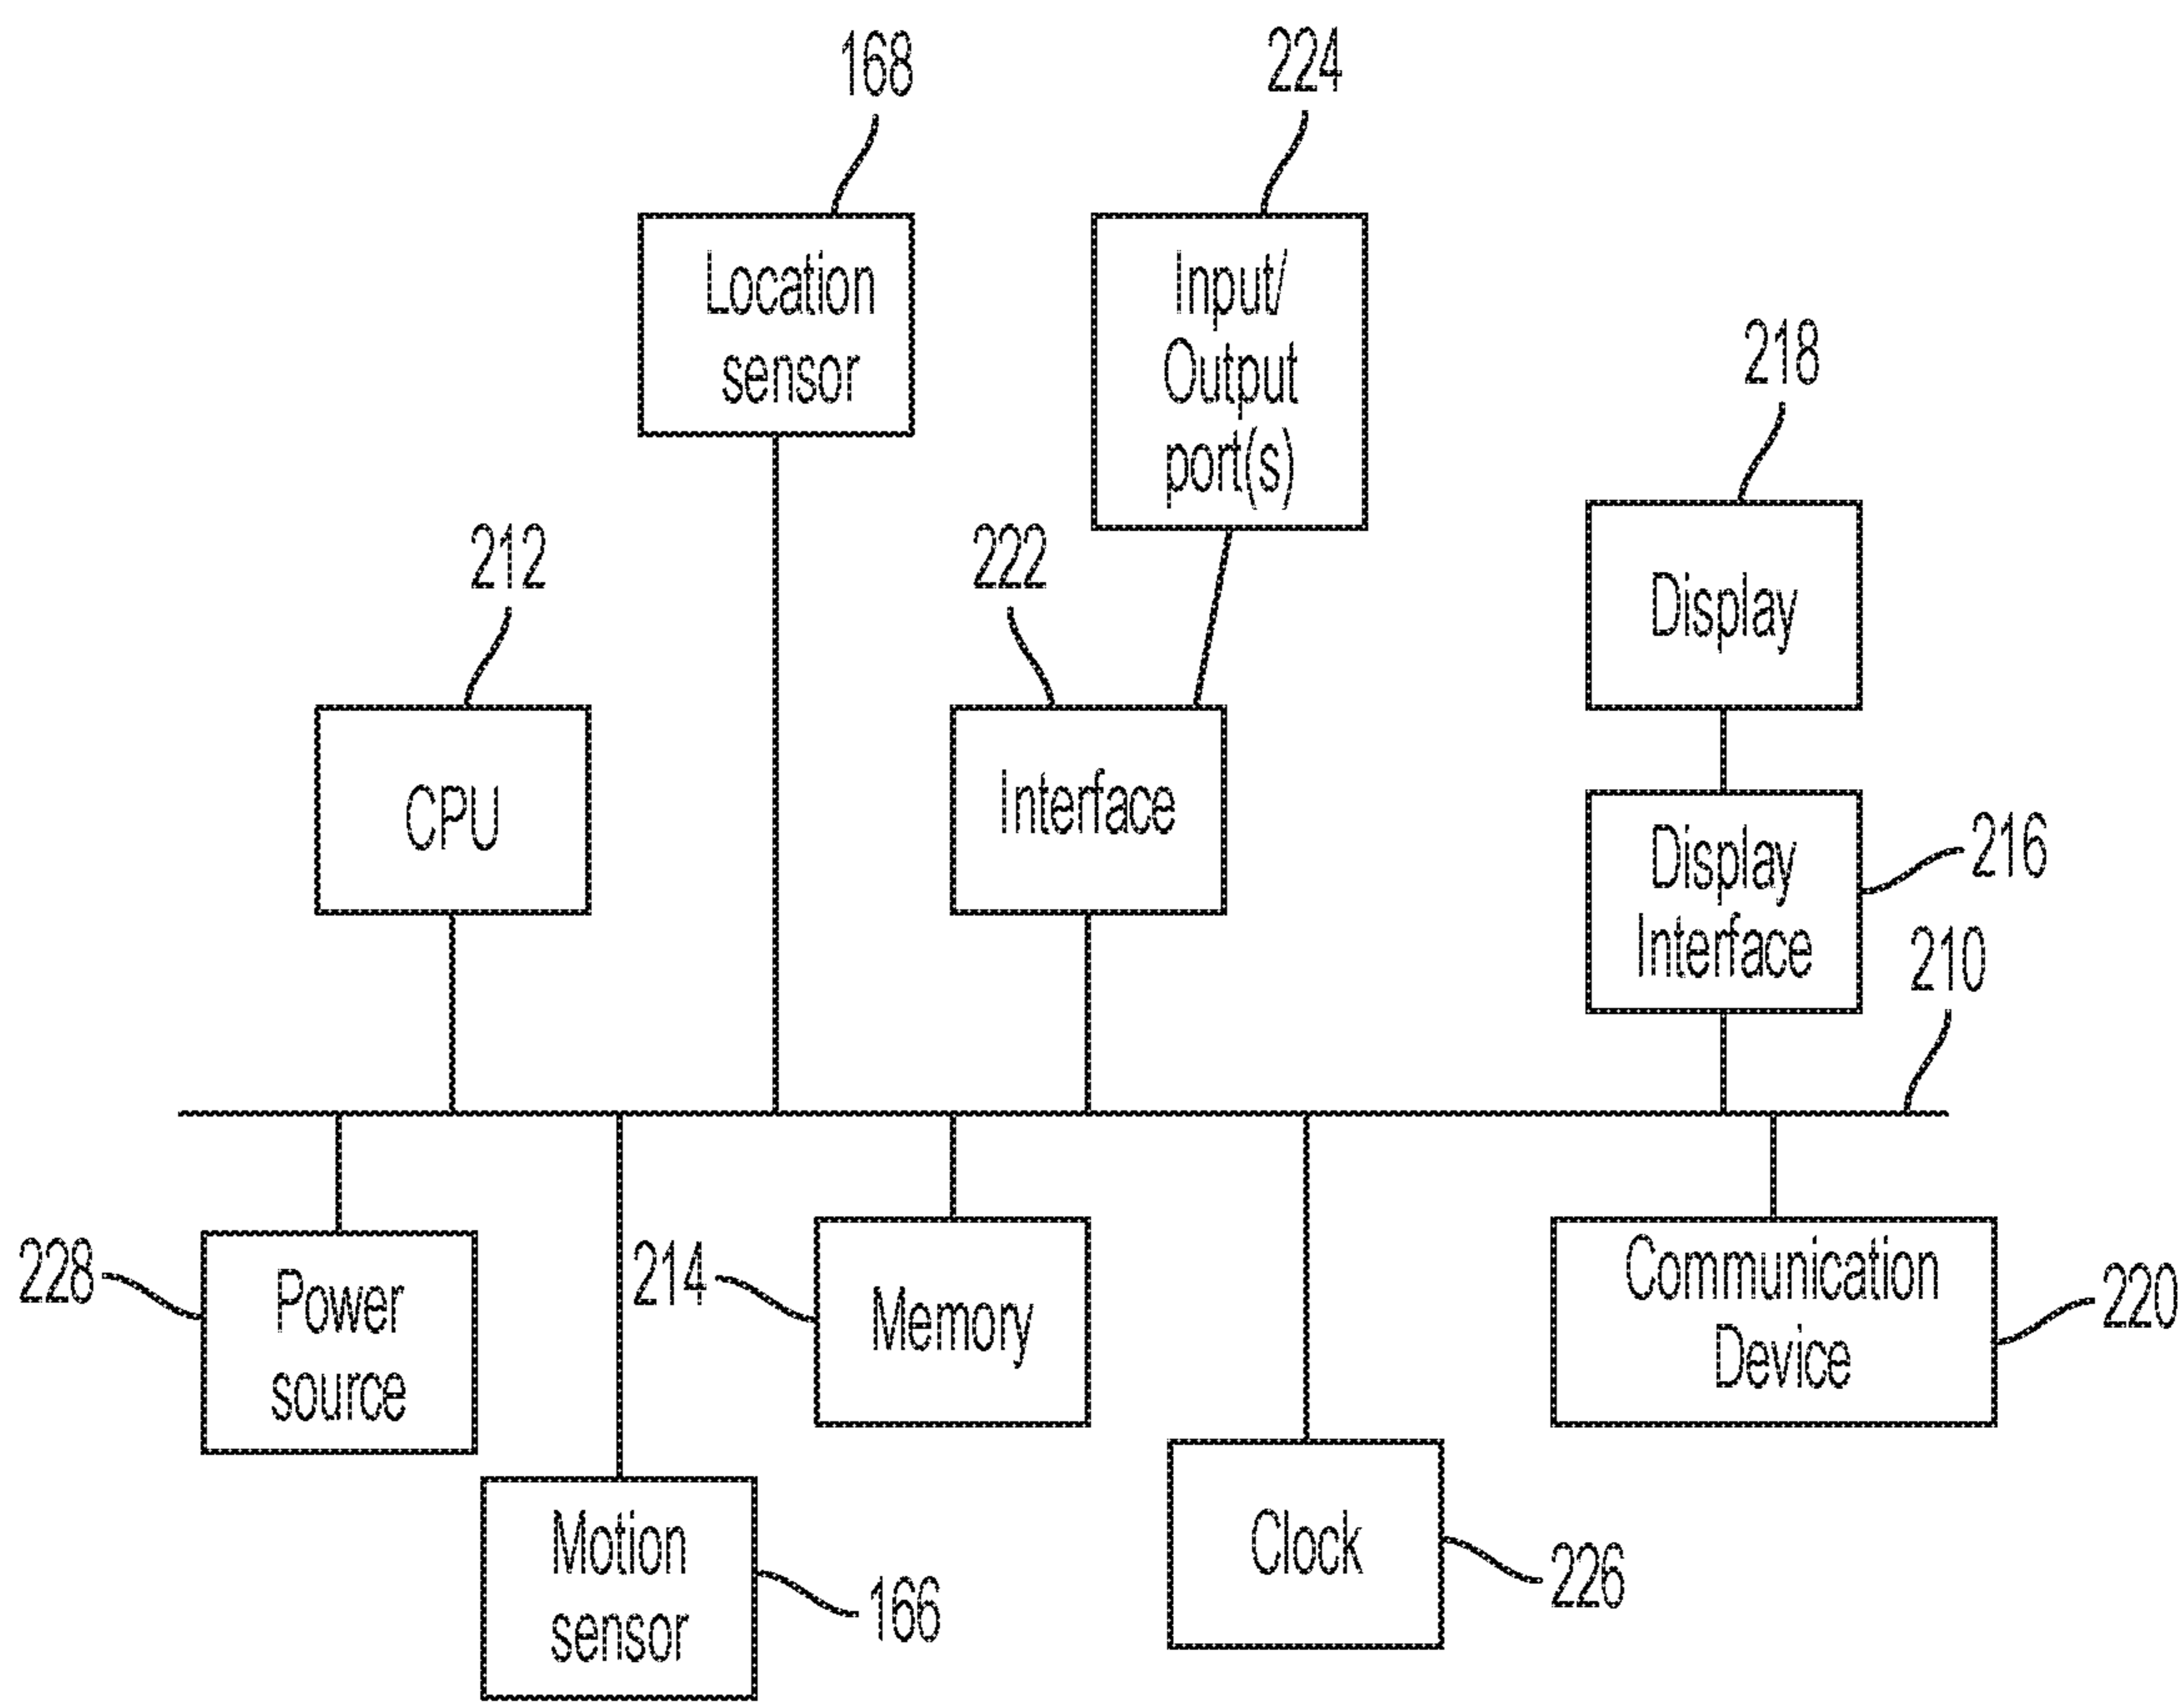 168
224
Location
sensor
Input/
Output
port(s)
218
212
222
Display
CPU
Interface
Display
Interface
216
210
228
Power
source
214
Memory
Communication
Device
220
Motion
sensor
166
Clock
226